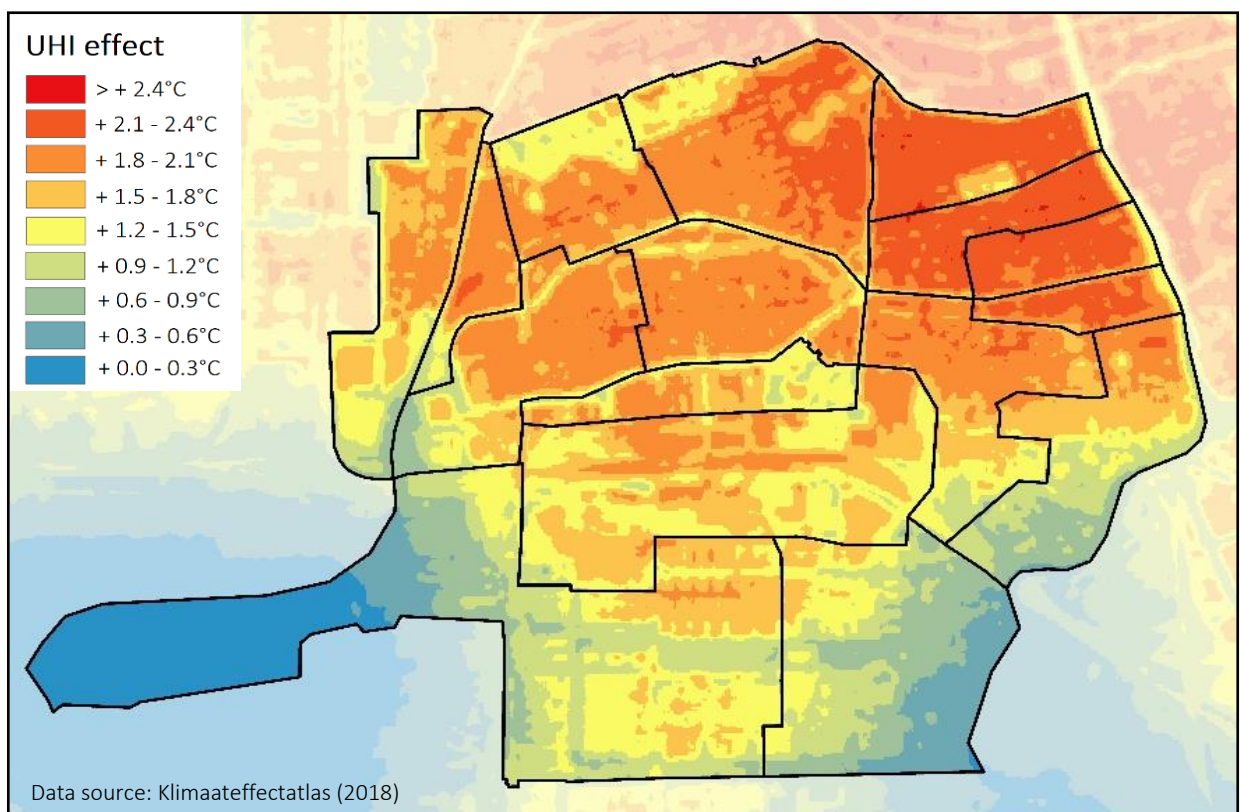 UHI effect
> + 2.4°C
+ 2.1 - 2.4°C
+ 1.8 - 2.1°C
+ 1.5 - 1.8°C
+ 1.2 - 1.5°C
+ 0.9 - 1.2°C
+ 0.6 - 0.9°C
+ 0.3 - 0.6°C
+ 0.0 - 0.3°C
Data source: Klimaateffectatlas (2018)